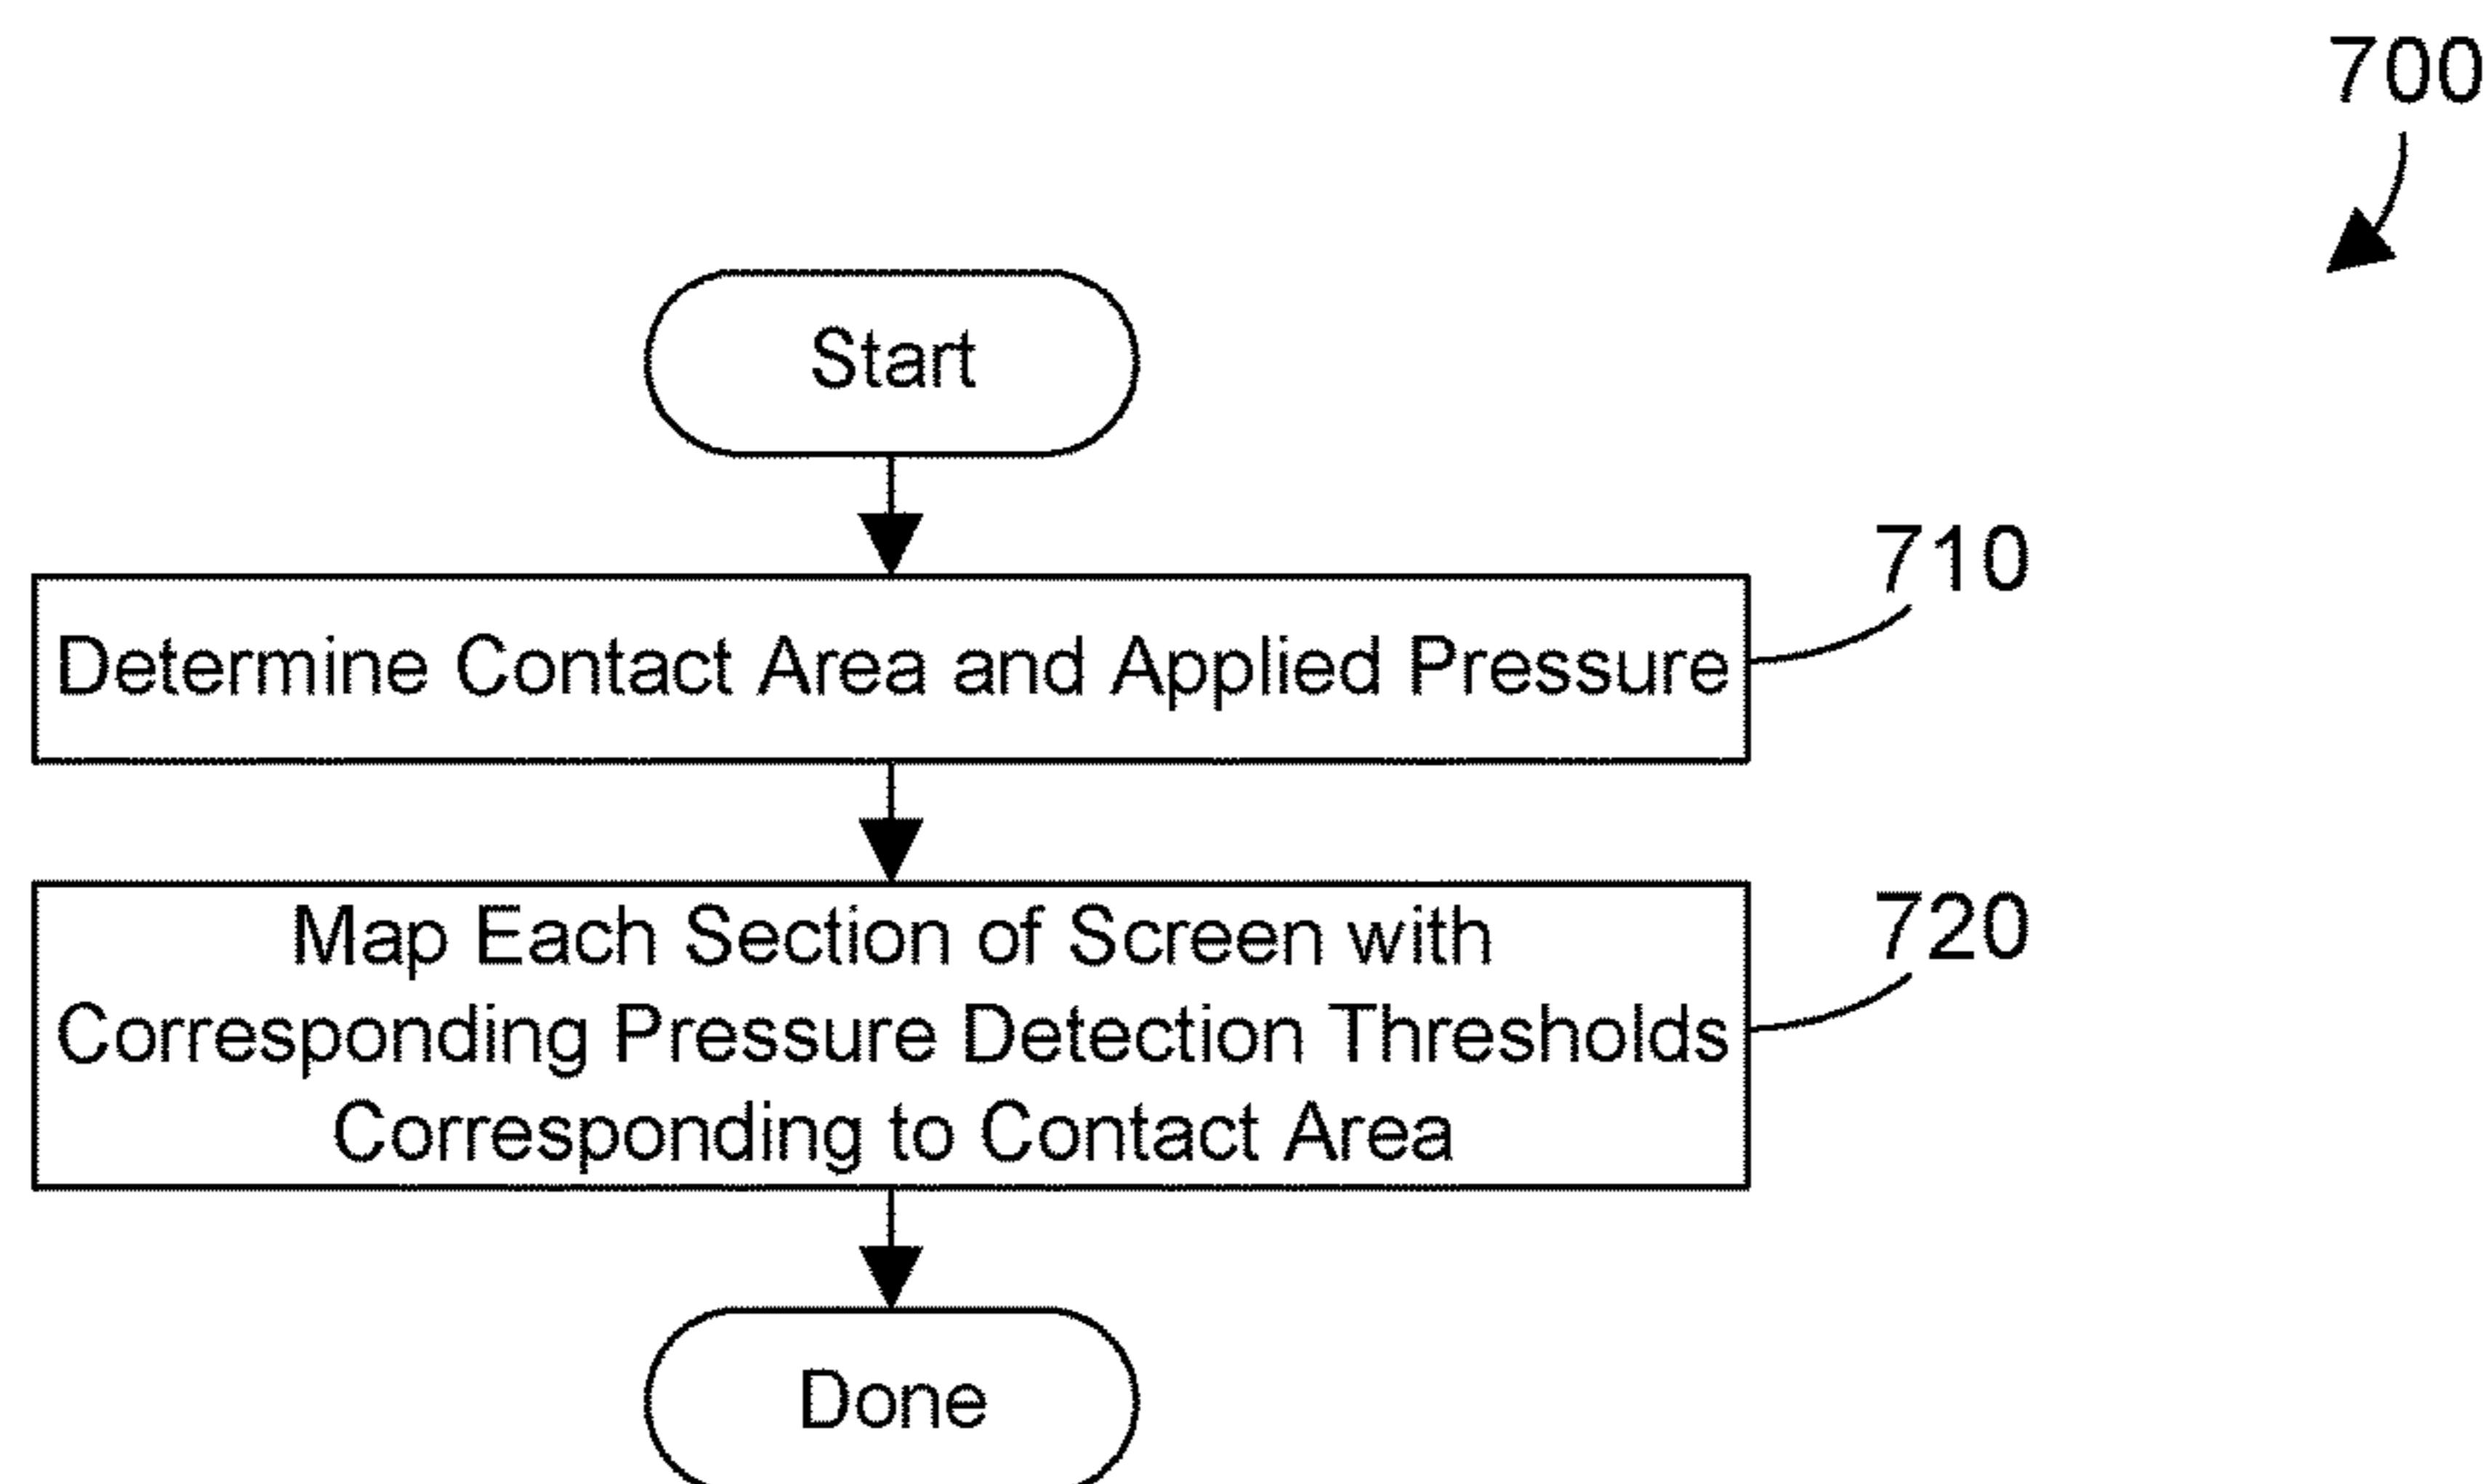 700
Start
710
Determine Contact Area and Applied Pressure
720
Map Each Section of Screen with
Corresponding Pressure Detection Thresholds
Corresponding to Contact Area
Done